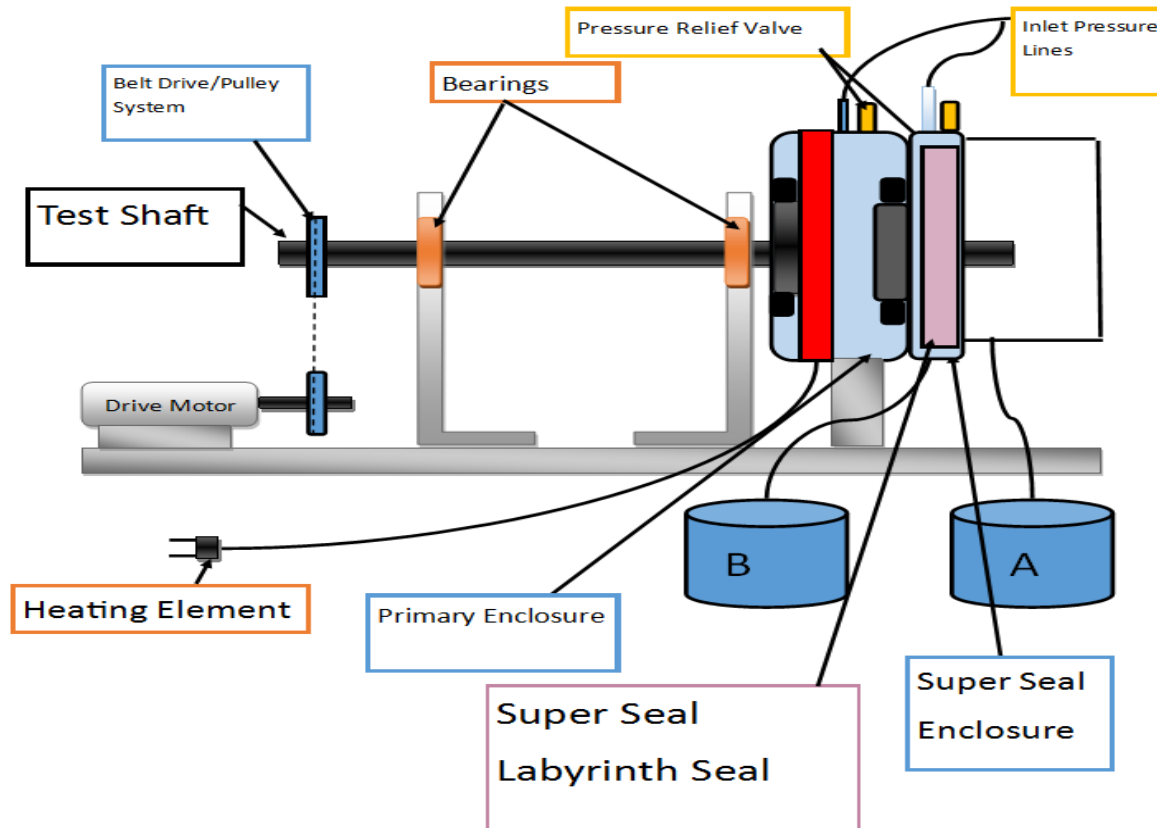 Pressure Relief Valve
Inlet Pressure
Lines
Belt Drive/Pulley
System
Bearings
Test Shaft
Drive Motor
B
A
Heating Element
Primary Enclosure
Super Seal
Labyrinth Seal
Super Seal
Enclosure